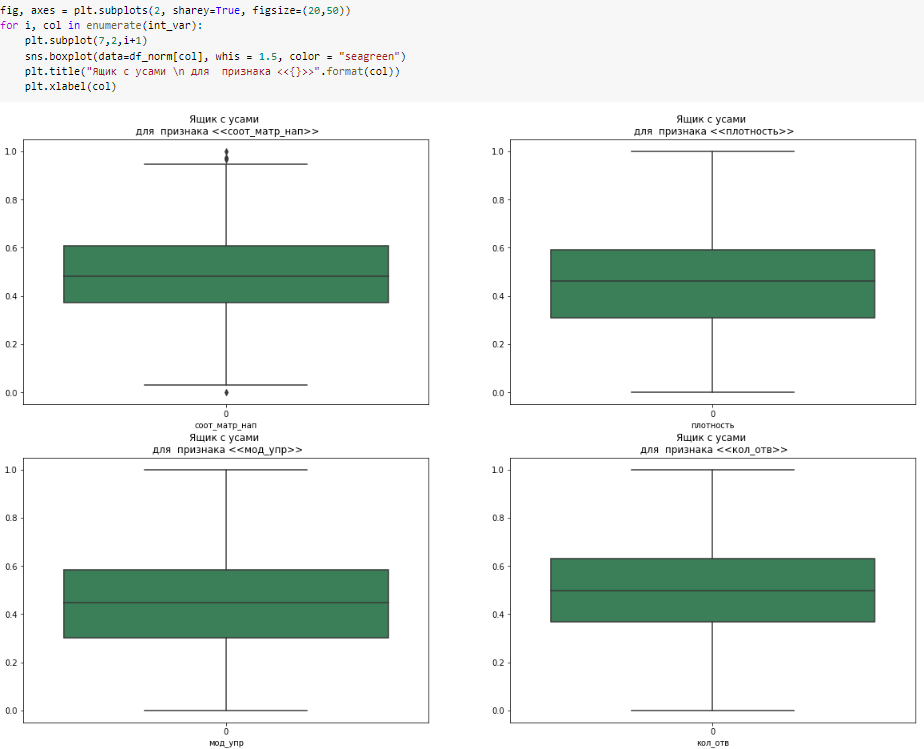 fig, axes = plt.subplots(2, sharey=True, figsize=(20,50))
for i, col in enumerate(int_var):
    plt.subplot(7,2,i+1)
    sns.boxplot(data=df_norm[col], whis = 1.5, color = "seagreen")
    plt.title("Ящик с усами \n для  признака <<{}>>".format(col))
    plt.xlabel(col)
Ящик с усами
для  признака <<соот_матр_нап>>
1.0
0.8
0.6
0.4
0.2
0.0
0
соот_матр_нап
Ящик с усами
для  признака <<плотность>>
1.0
0.8
0.6
0.4
0.2
0.0
0
плотность
Ящик с усами
для  признака <<мод_упр>>
1.0
0.8
0.6
0.4
0.2
0.0
0
мод_упр
Ящик с усами
для  признака <<кол_отв>>
1.0
0.8
0.6
0.4
0.2
0.0
0
кол_отв